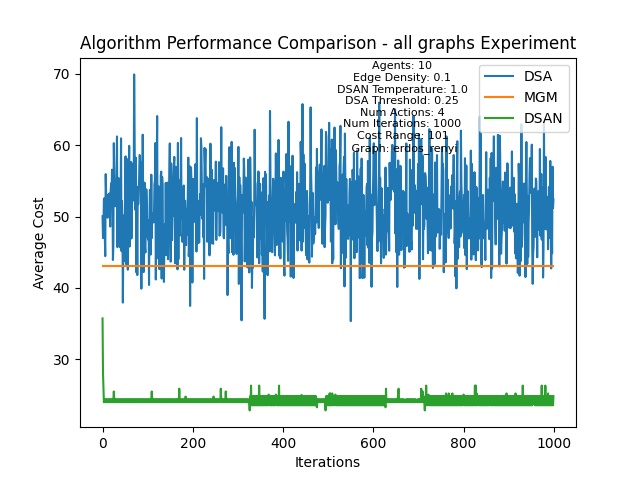 Algorithm Performance Comparison - all graphs Experiment
Agents: 10
Edge Density: 0.1
DSAN Temperature: 1.0
DSA Threshold: 0.25
Num Actions: 4
Num Iterations: 1000
Cost Range: 101
Graph: erdos_renyi
DSA
MGM
DSAN
70
60
50
40
30
Average Cost
0
200
400
600
800
1000
Iterations